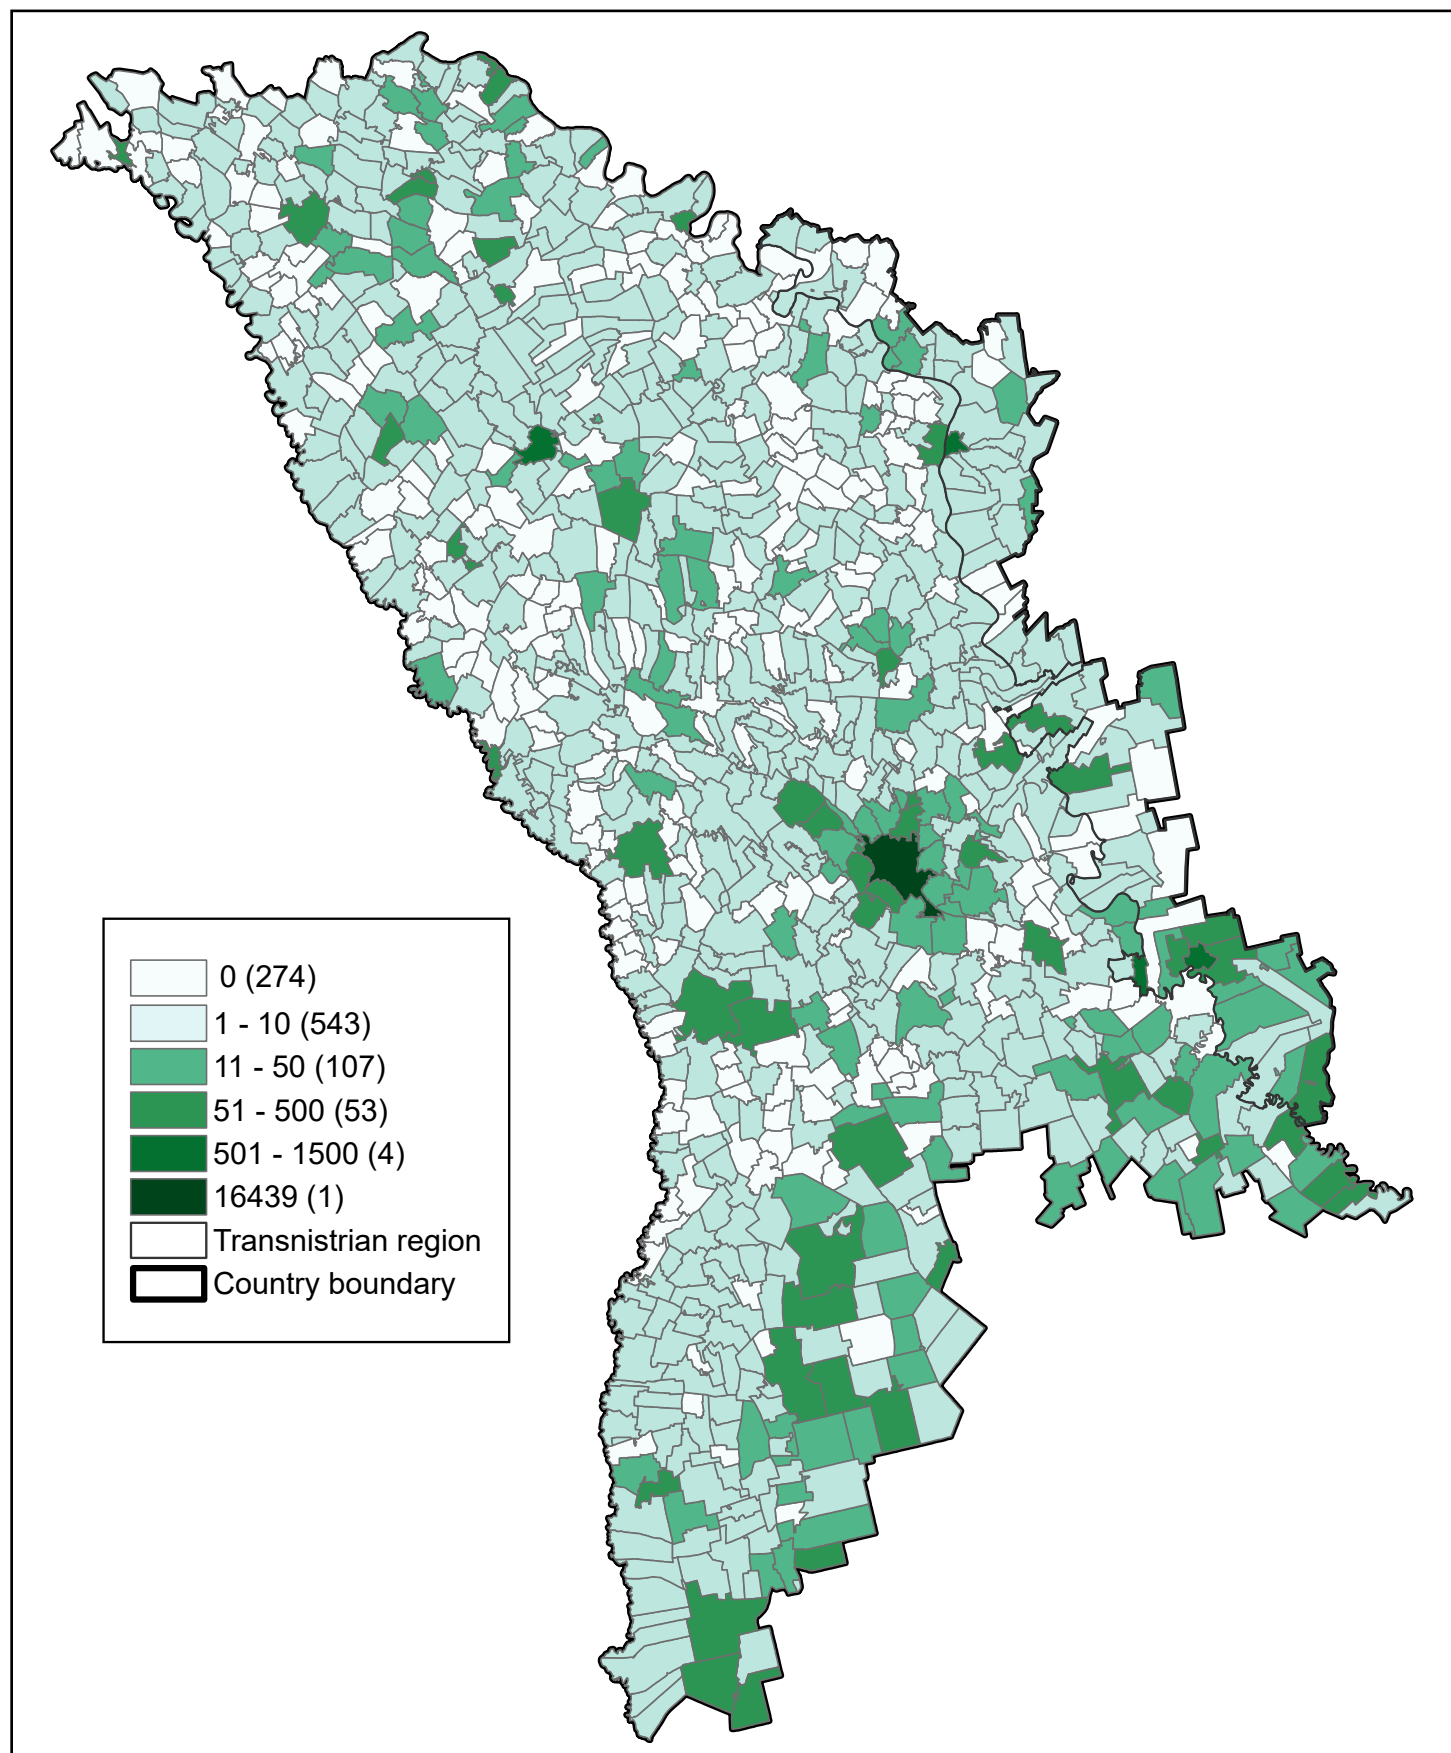 0 (274)
1 - 10 (543)
11 - 50 (107)
51 - 500 (53)
501 - 1500 (4)
16439 (1)
Transnistrian region
Country boundary